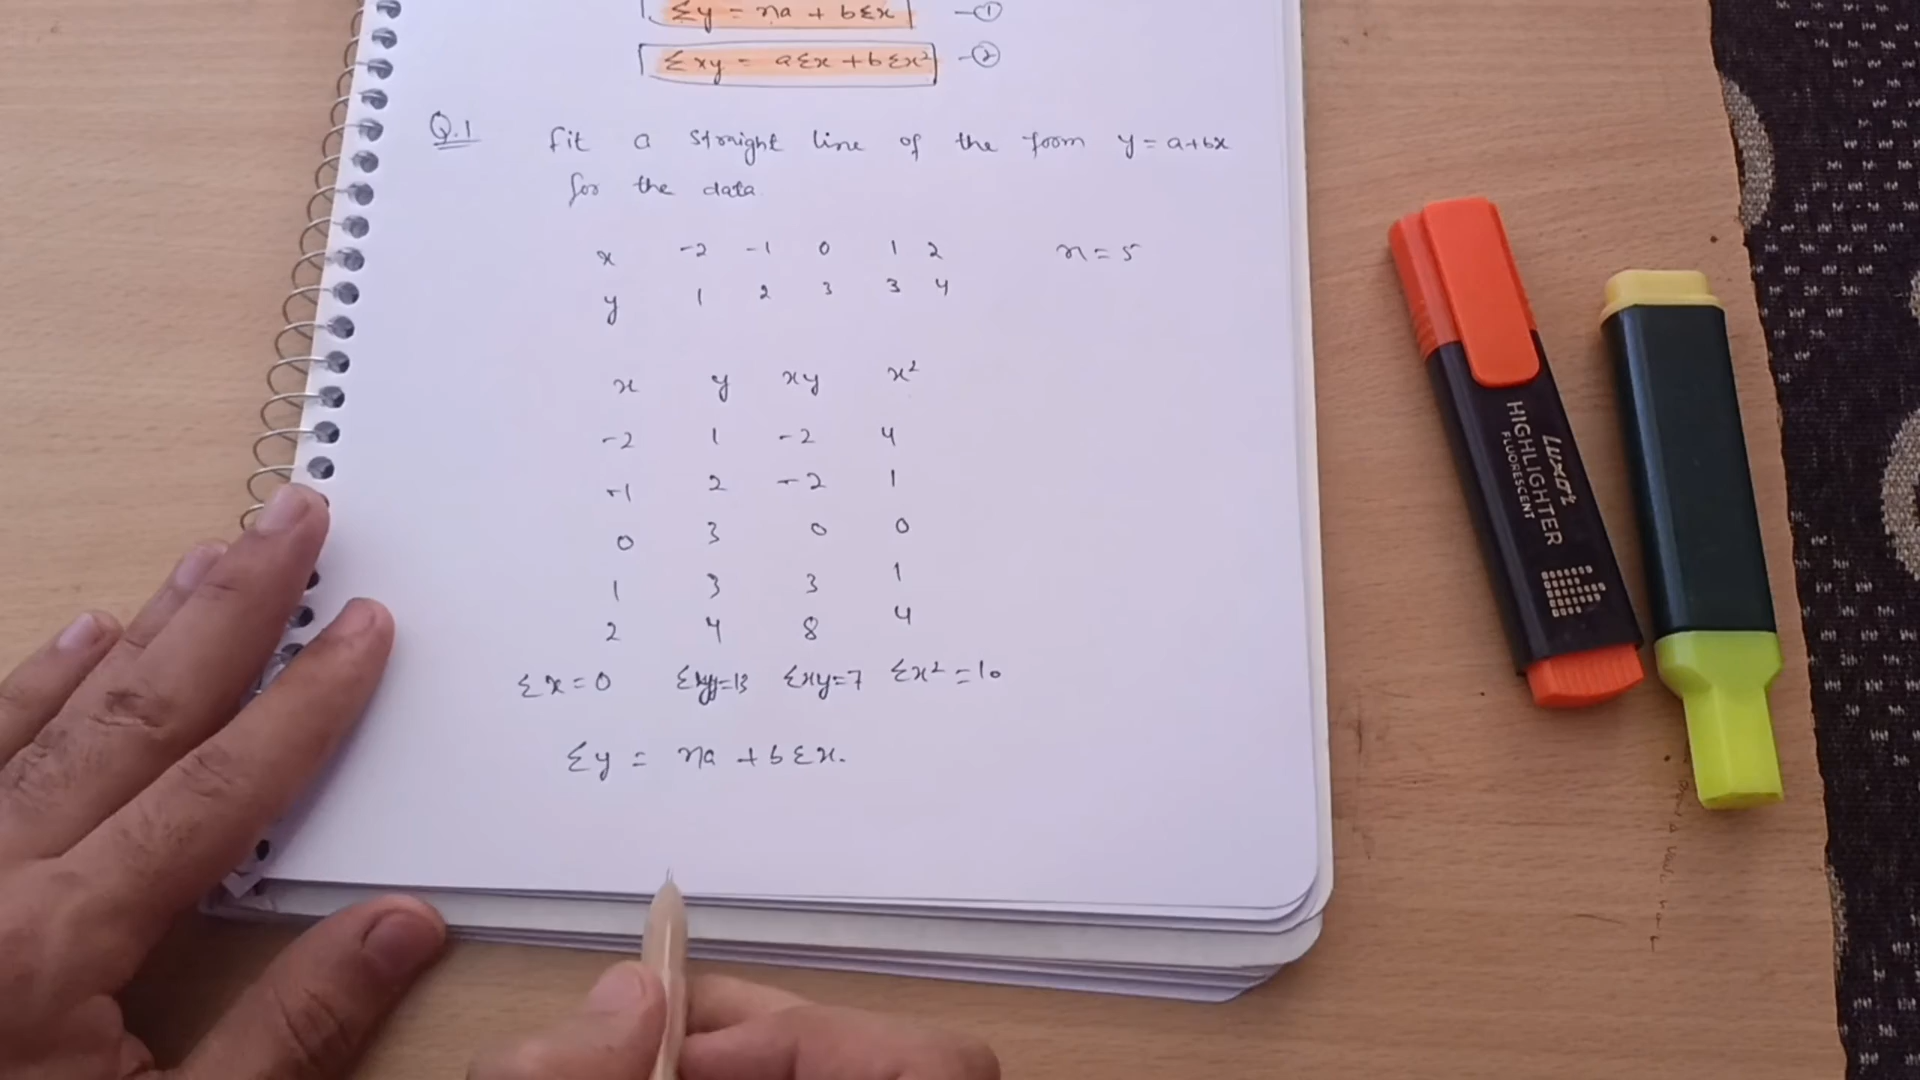 Σy = na + bΣx —①
Σxy = aΣx + bΣx² —②
Q.1 fit a straight line of the form y = a+bx
for the data
x -2 -1 0 1 2 n = 5
y 1 2 3 3 4
x y xy x²
-2 1 -2 4
-1 2 -2 1
0 3 0 0
1 3 3 1
2 4 8 4
Σx = 0 Σy=13 Σxy=7 Σx² = 10
Σy = na + bΣx.
Luxor
HIGHLIGHTER
FLUORESCENT